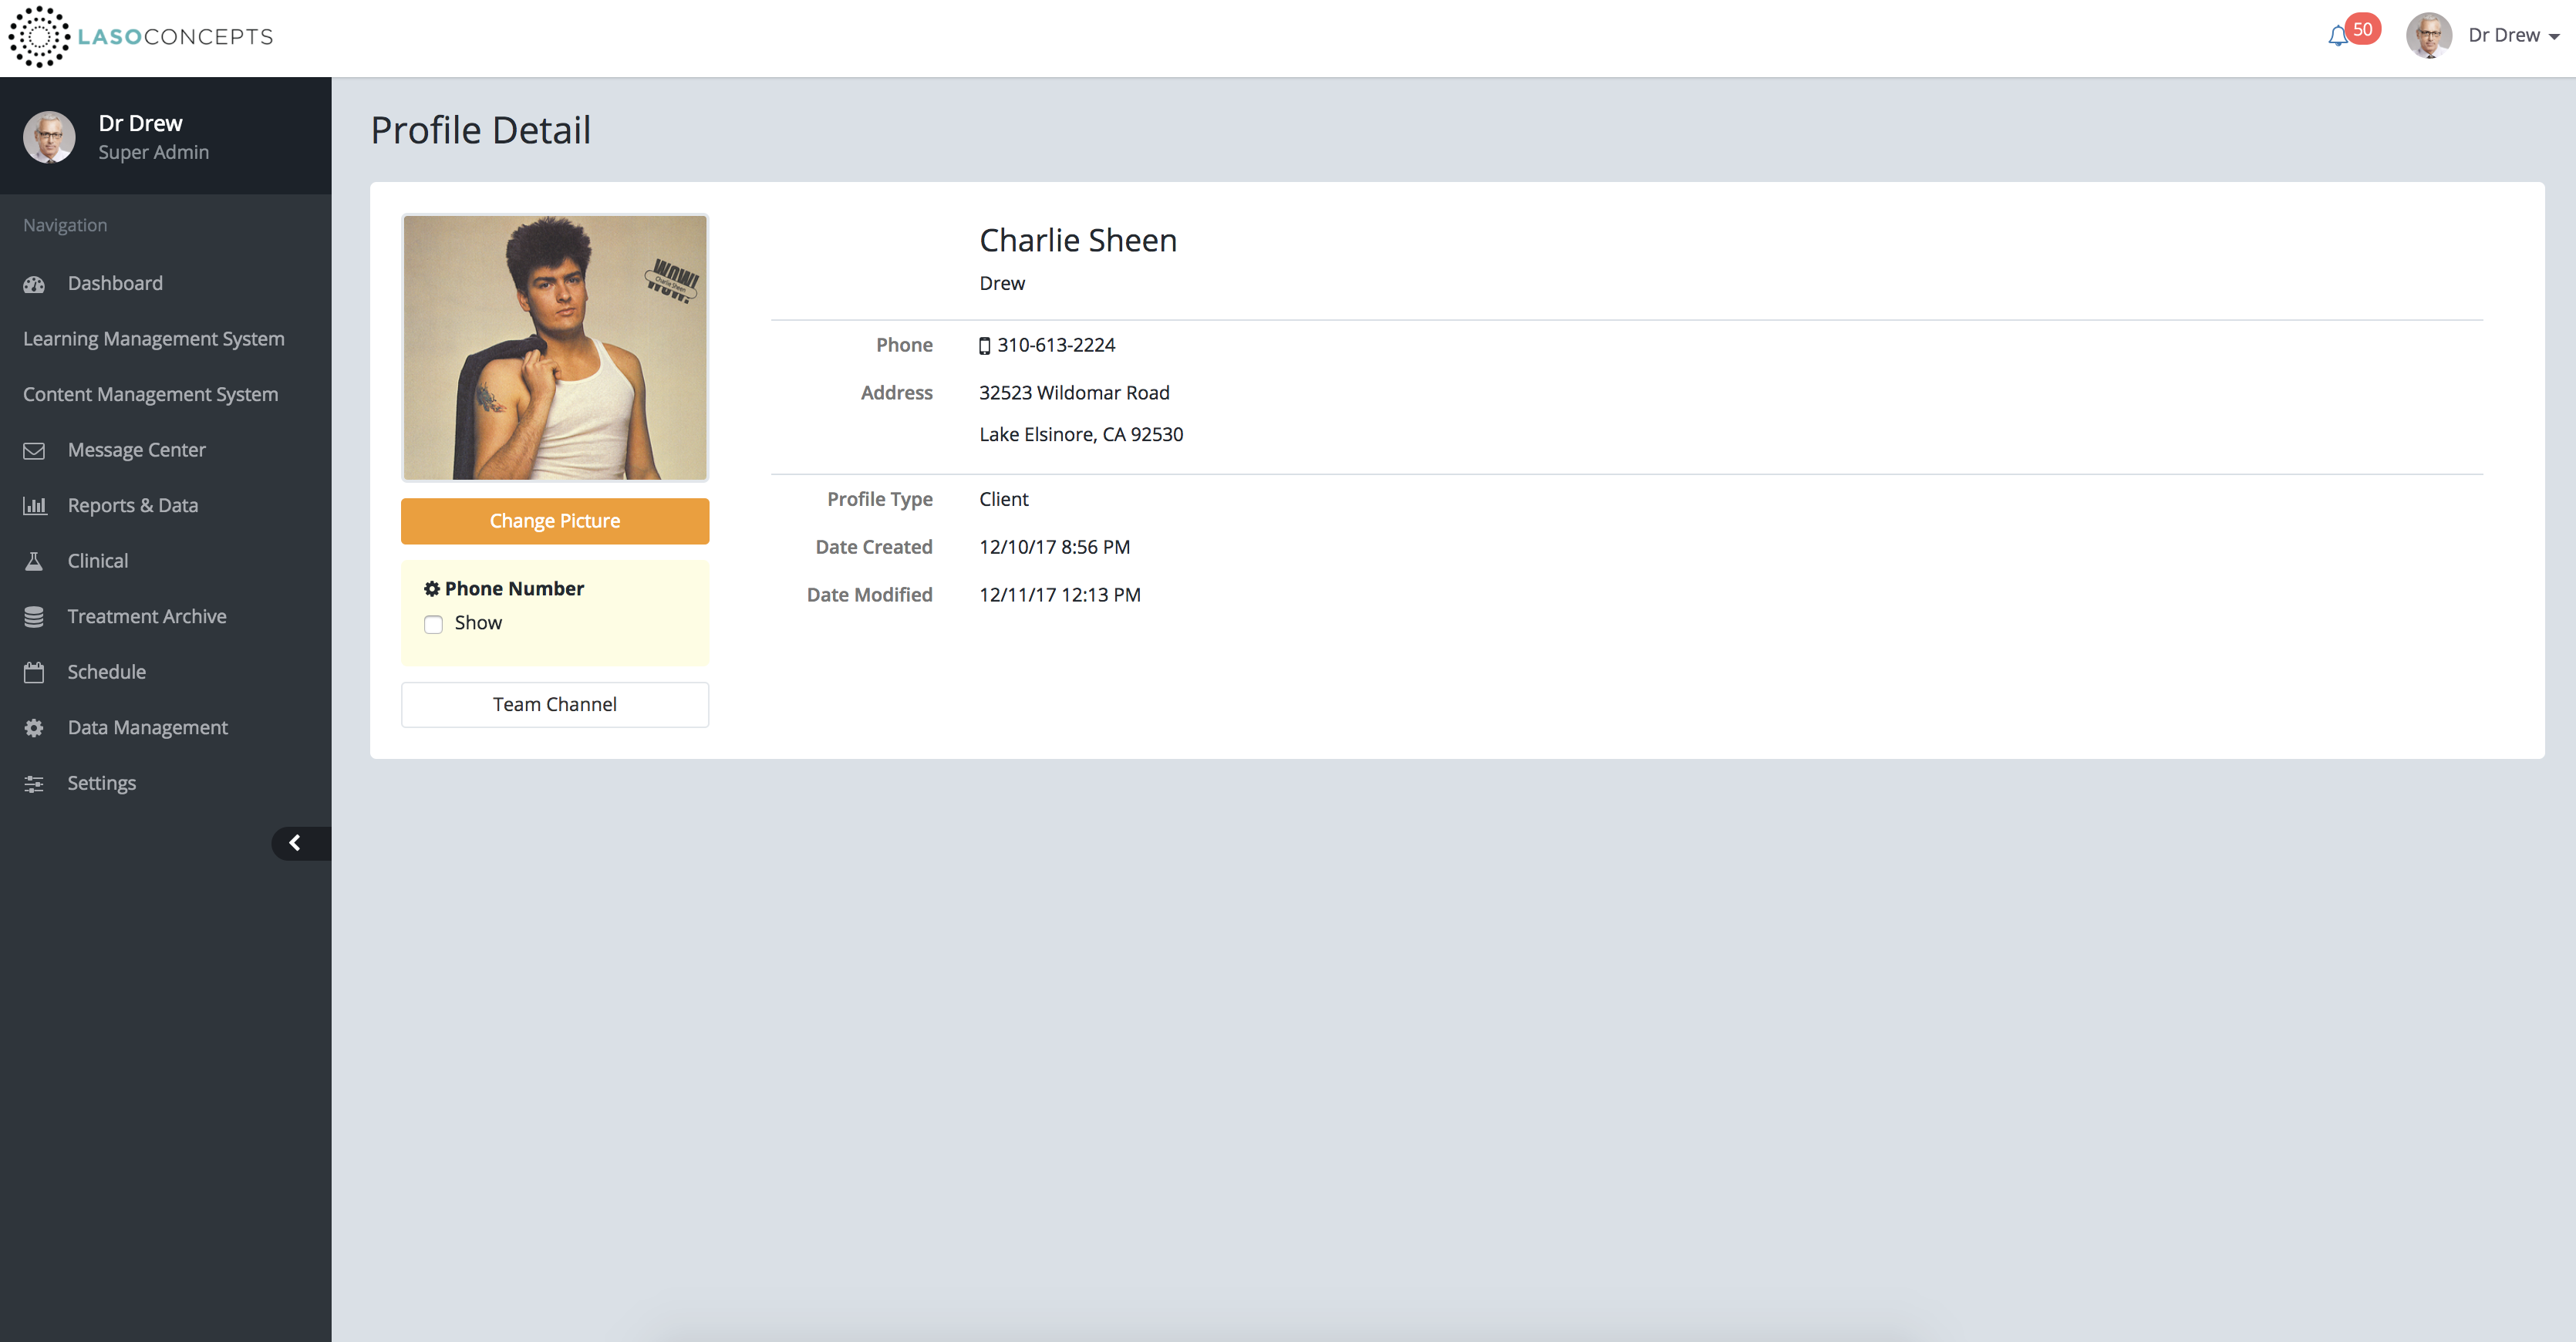 LASOCONCEPTS
50
Dr Drew
Dr Drew
Super Admin
Navigation
Dashboard
Learning Management System
Content Management System
Message Center
Reports & Data
Clinical
Treatment Archive
Schedule
Data Management
Settings
Profile Detail
WOW!
Charlie Sheen
WOW!
Change Picture
Phone Number
Show
Team Channel
Charlie Sheen
Drew
Phone 310-613-2224
Address 32523 Wildomar Road
Lake Elsinore, CA 92530
Profile Type Client
Date Created 12/10/17 8:56 PM
Date Modified 12/11/17 12:13 PM